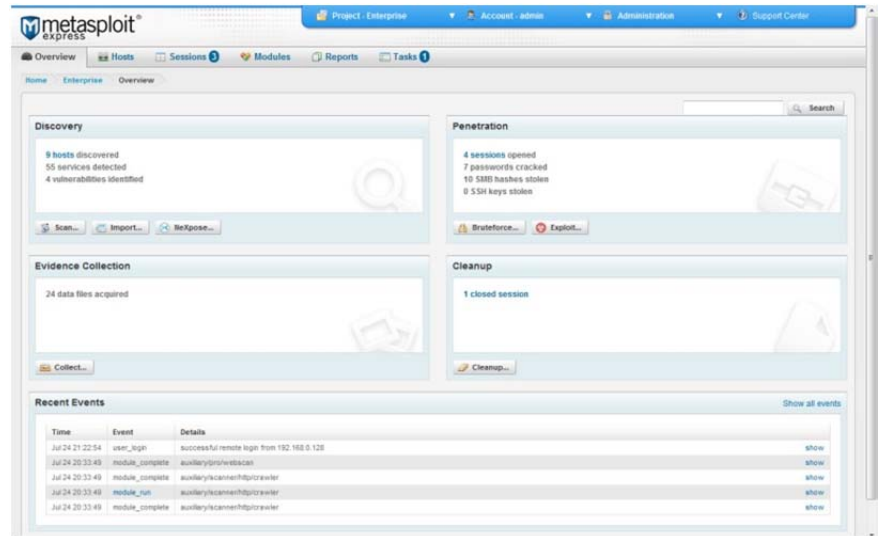 metasploit®
express
Project - Enterprise Account - admin Administration Support Center
Overview Hosts Sessions 3 Modules Reports Tasks 1
Home Enterprise Overview
Search
Discovery
9 hosts discovered
55 services detected
4 vulnerabilities identified
Scan... Import... NeXpose...
Penetration
4 sessions opened
7 passwords cracked
10 SMB hashes stolen
0 SSH keys stolen
Bruteforce... Exploit...
Evidence Collection
24 data files acquired
Collect...
Cleanup
1 closed session
Cleanup...
Recent Events Show all events
Time Event Details
Jul 24 21:22:54 user_login successful remote login from 192.168.0.128 show
Jul 24 20:33:49 module_complete auxiliary/pro/webscan show
Jul 24 20:33:49 module_complete auxiliary/scanner/http/crawler show
Jul 24 20:33:49 module_run auxiliary/scanner/http/crawler show
Jul 24 20:33:49 module_complete auxiliary/scanner/http/crawler show